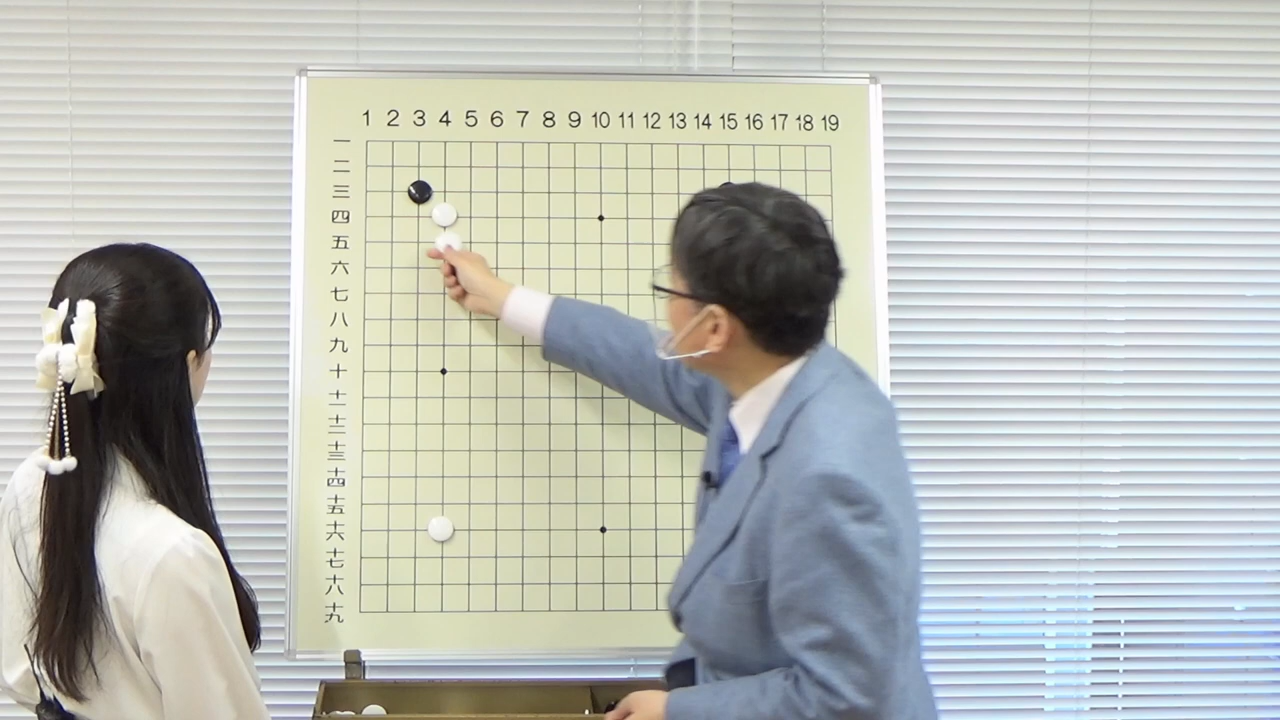 1 2 3 4 5 6 7 8 9 10 11 12 13 14 15 16 17 18 19
一
二
三
四
五
六
七
八
九
十
十一
十二
十三
十四
十五
十六
十七
十八
十九